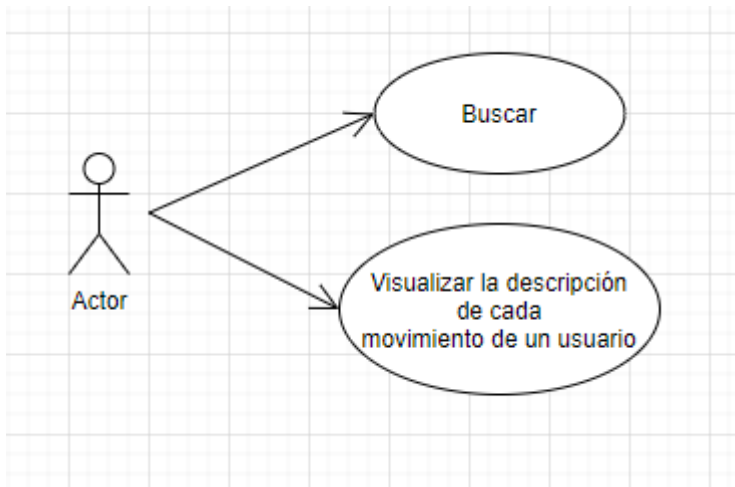 Buscar
Actor
Visualizar la descripción
de cada
movimiento de un usuario